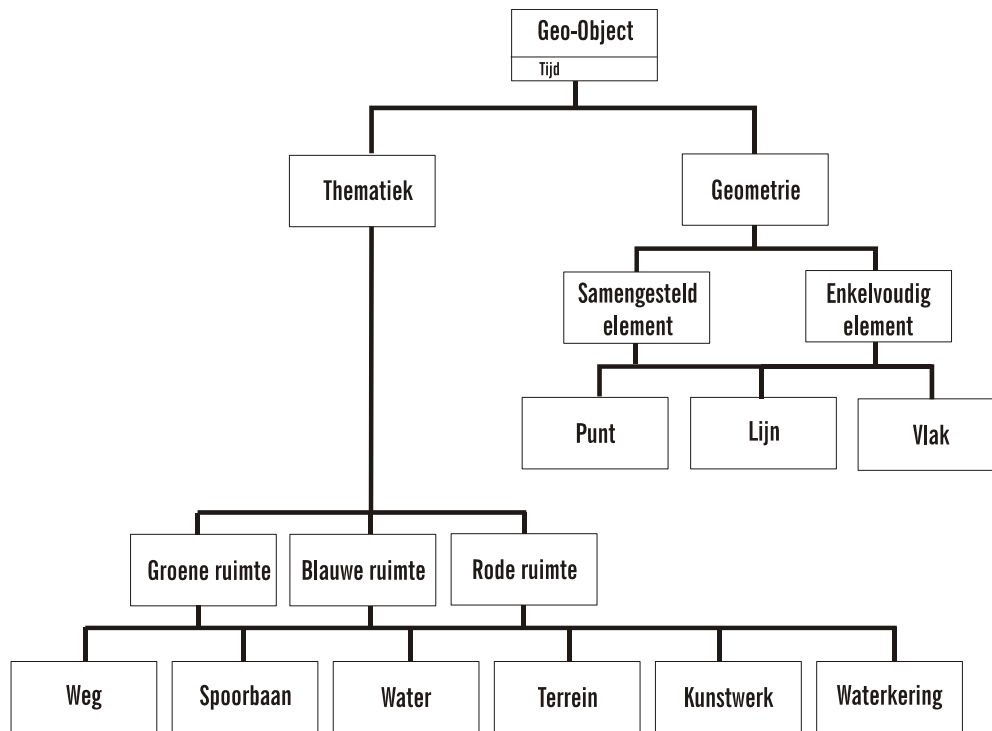 Geo-Object
Tijd
Thematiek
Geometrie
Samengesteld
element
Enkelvoudig
element
Punt
Lijn
Vlak
Groene ruimte
Blauwe ruimte
Rode ruimte
Weg
Spoorbaan
Water
Terrein
Kunstwerk
Waterkering